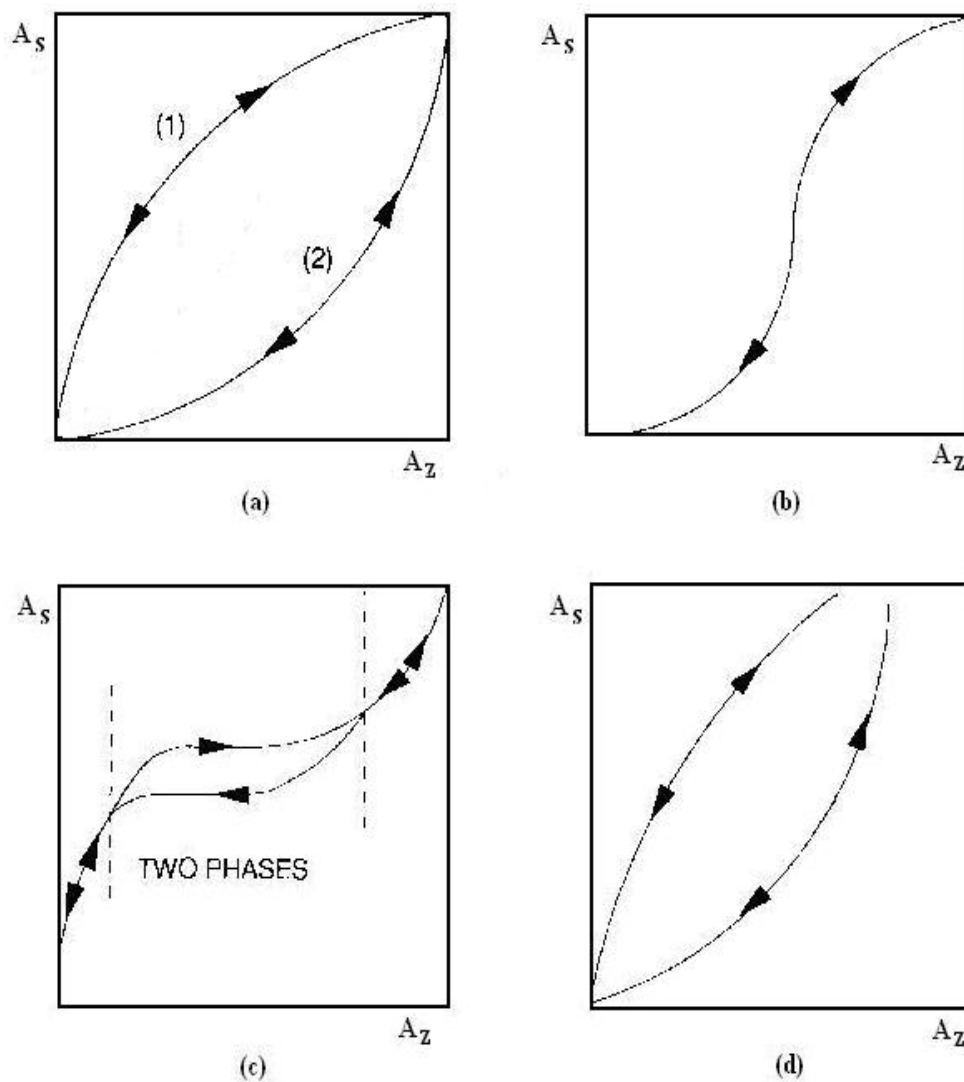 A_s
(1)
(2)
A_z
(a)
A_s
A_z
(b)
A_s
TWO PHASES
A_z
(c)
A_s
A_z
(d)